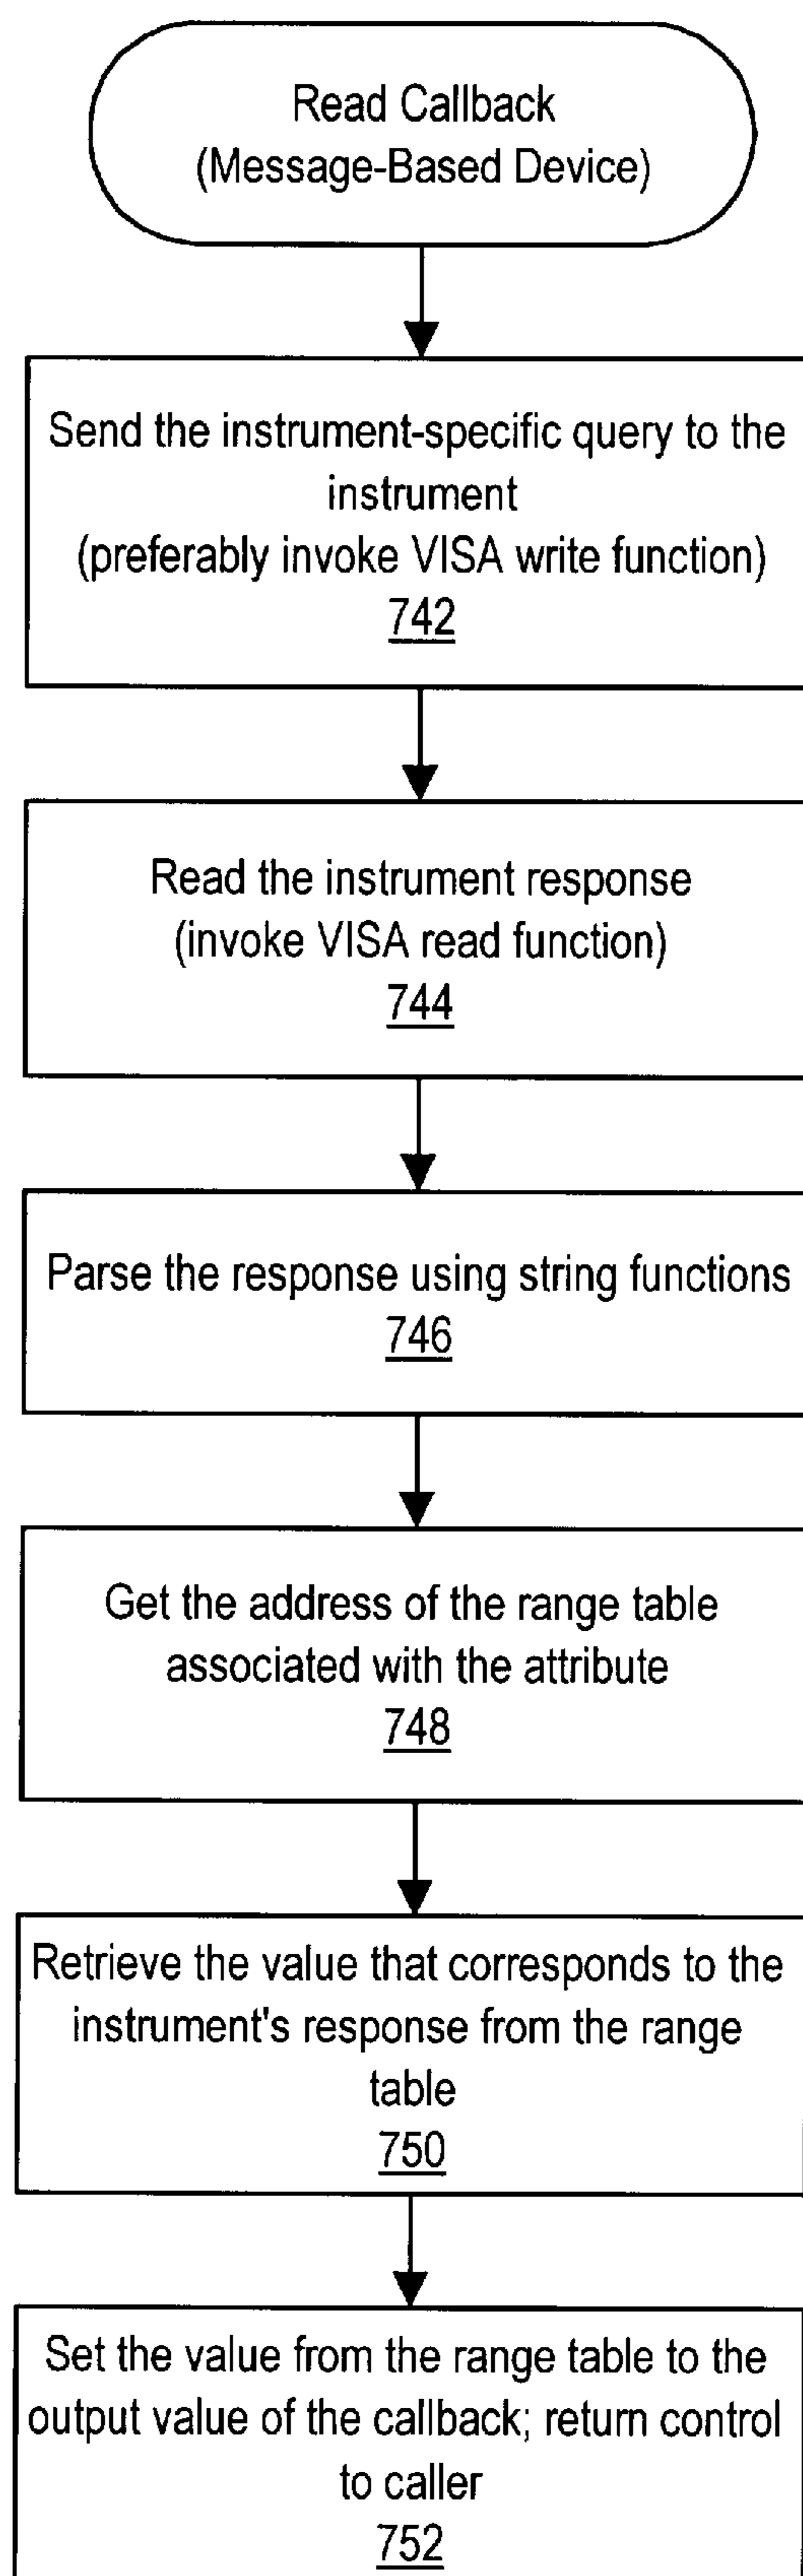 Read Callback
(Message-Based Device)
Send the instrument-specific query to the
instrument
(preferably invoke VISA write function)
742
Read the instrument response
(invoke VISA read function)
744
Parse the response using string functions
746
Get the address of the range table
associated with the attribute
748
Retrieve the value that corresponds to the
instrument's response from the range
table
750
Set the value from the range table to the
output value of the callback; return control
to caller
752